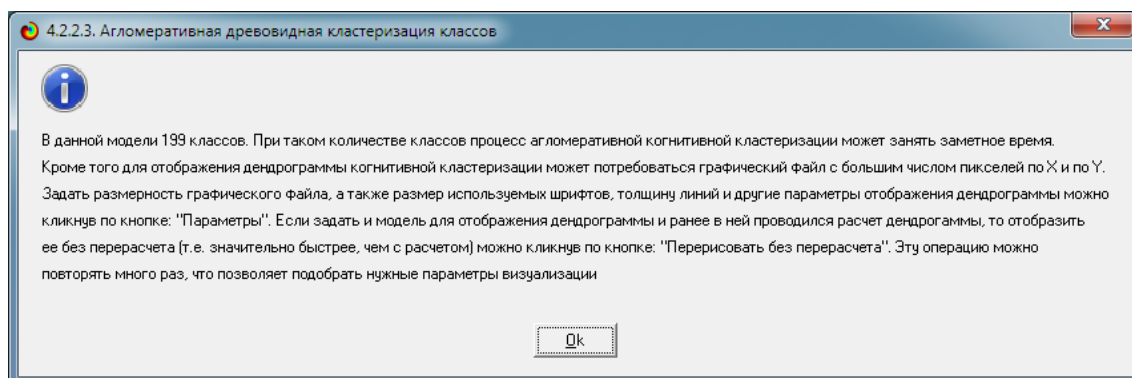 4.2.2.3. Агломеративная древовидная кластеризация классов
В данной модели 199 классов. При таком количестве классов процесс агломеративной когнитивной кластеризации может занять заметное время.
Кроме того для отображения дендрограммы когнитивной кластеризации может потребоваться графический файл с большим числом пикселей по X и по Y.
Задать размерность графического файла, а также размер используемых шрифтов, толщину линий и другие параметры отображения дендрограммы можно
кликнув по кнопке: "Параметры". Если задать и модель для отображения дендрограммы и ранее в ней проводился расчет дендрогаммы, то отобразить
ее без перерасчета (т.е. значительно быстрее, чем с расчетом) можно кликнув по кнопке: "Перерисовать без перерасчета". Эту операцию можно
повторять много раз, что позволяет подобрать нужные параметры визуализации
Ok